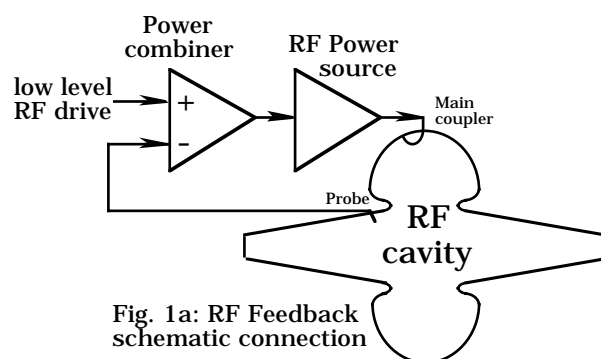 Power
combiner
RF Power
source
low level
RF drive
+
-
Main
coupler
Probe
RF
cavity
Fig. 1a: RF Feedback
schematic connection